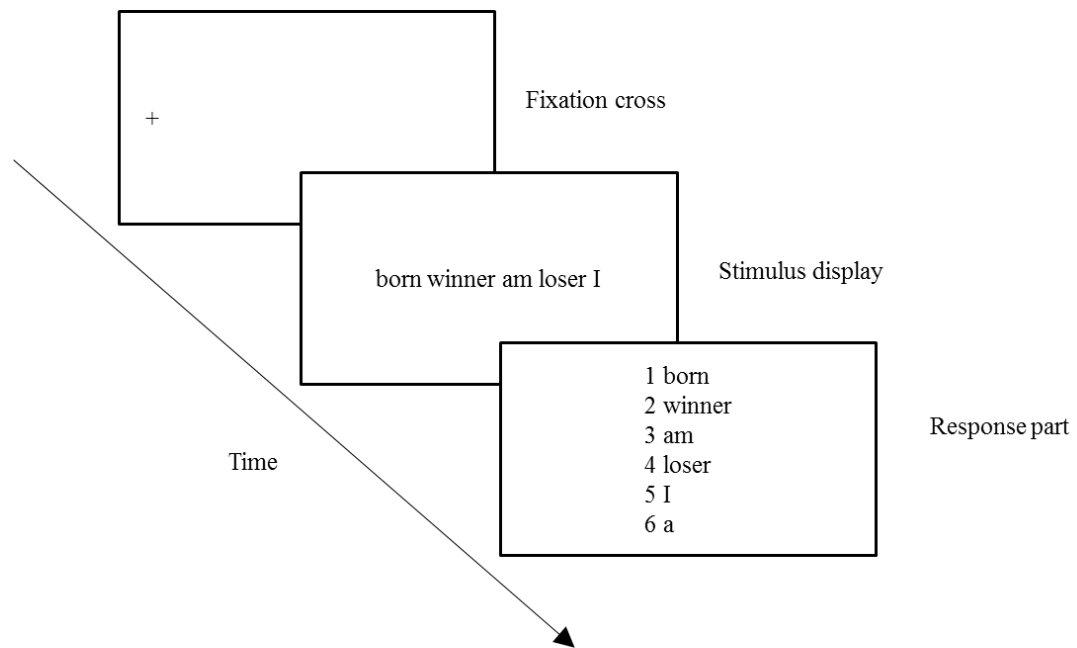 +
Fixation cross
born winner am loser I
Stimulus display
1 born
2 winner
3 am
4 loser
5 I
6 a
Response part
Time